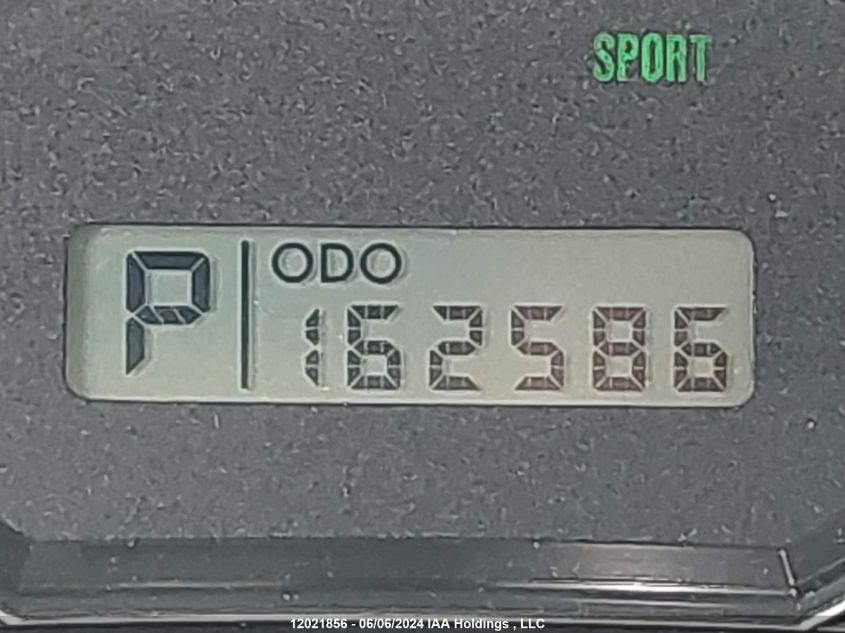 SPORT
P ODO
162586
12021856 - 06/06/2024 IAA Holdings , LLC